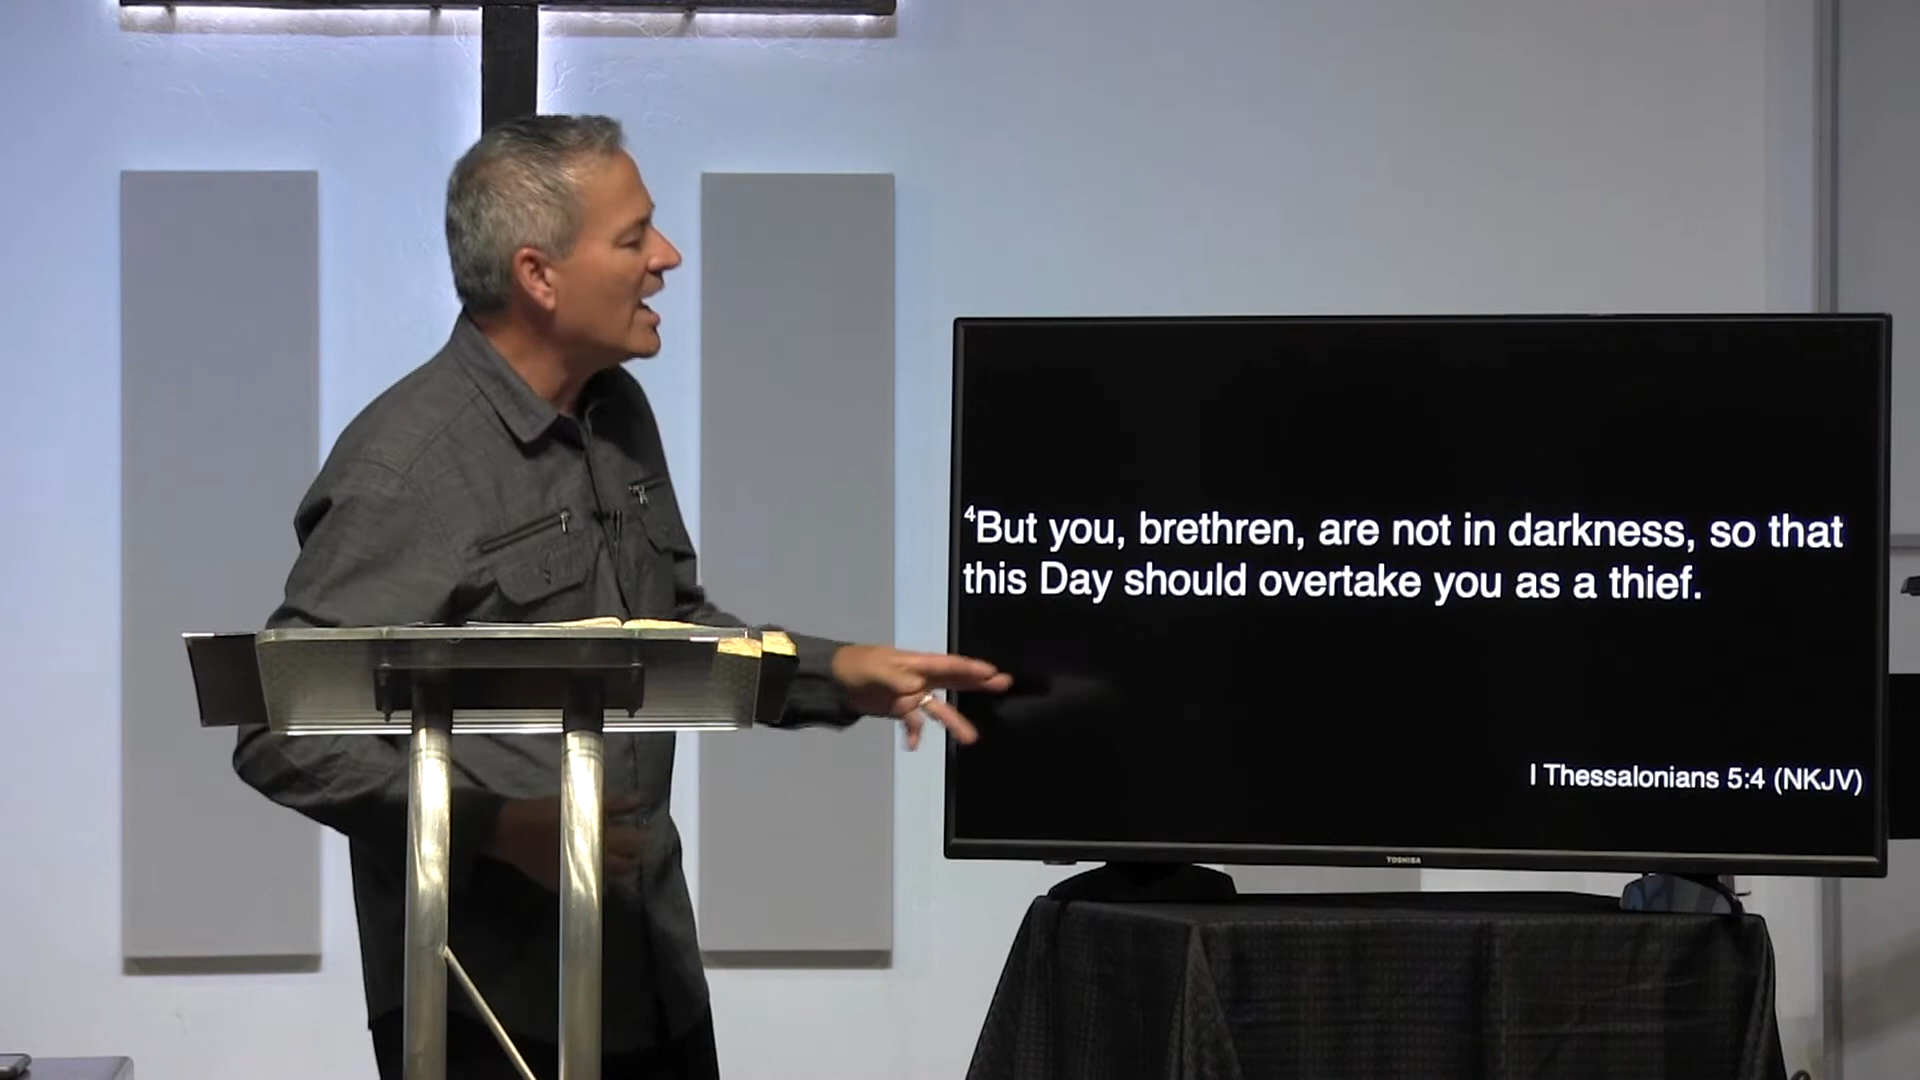 ⁴But you, brethren, are not in darkness, so that
this Day should overtake you as a thief.
I Thessalonians 5:4 (NKJV)
TOSHIBA